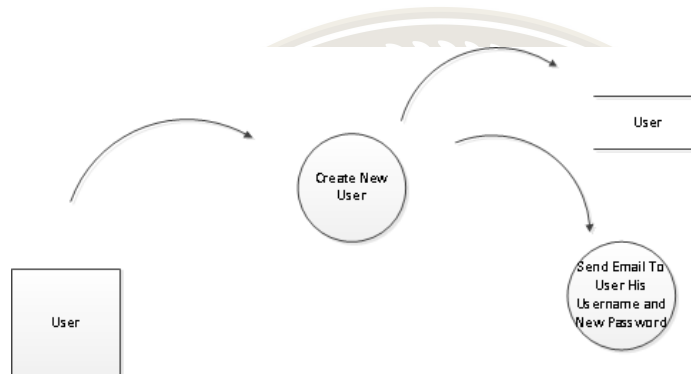 User
Create New
User
User
Send Email To
User His
Username and
New Password